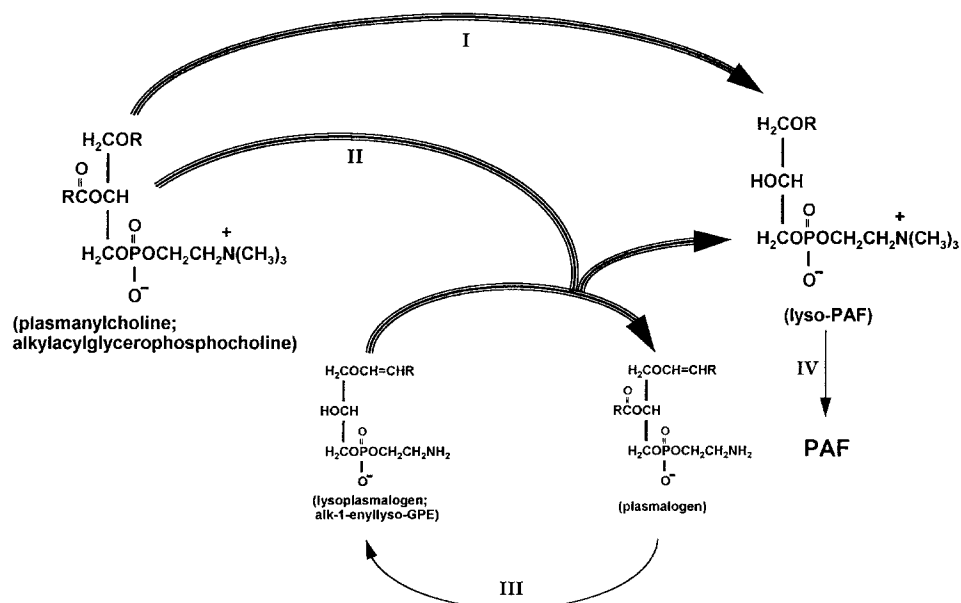 I
H₂COR
O
RCOCH
O
H₂COPOCH₂CH₂N(CH₃)₃
+
O⁻
(plasmanylcholine;
alkylacylglycerophosphocholine)
II
H₂COR
HOCH
O
H₂COPOCH₂CH₂N(CH₃)₃
+
O⁻
(lyso-PAF)
IV
PAF
H₂COCH=CHR
HOCH
O
H₂COPOCH₂CH₂NH₂
O⁻
(lysoplasmalogen;
alk-1-enyllyso-GPE)
H₂COCH=CHR
O
RCOCH
O
H₂COPOCH₂CH₂NH₂
O⁻
(plasmalogen)
III